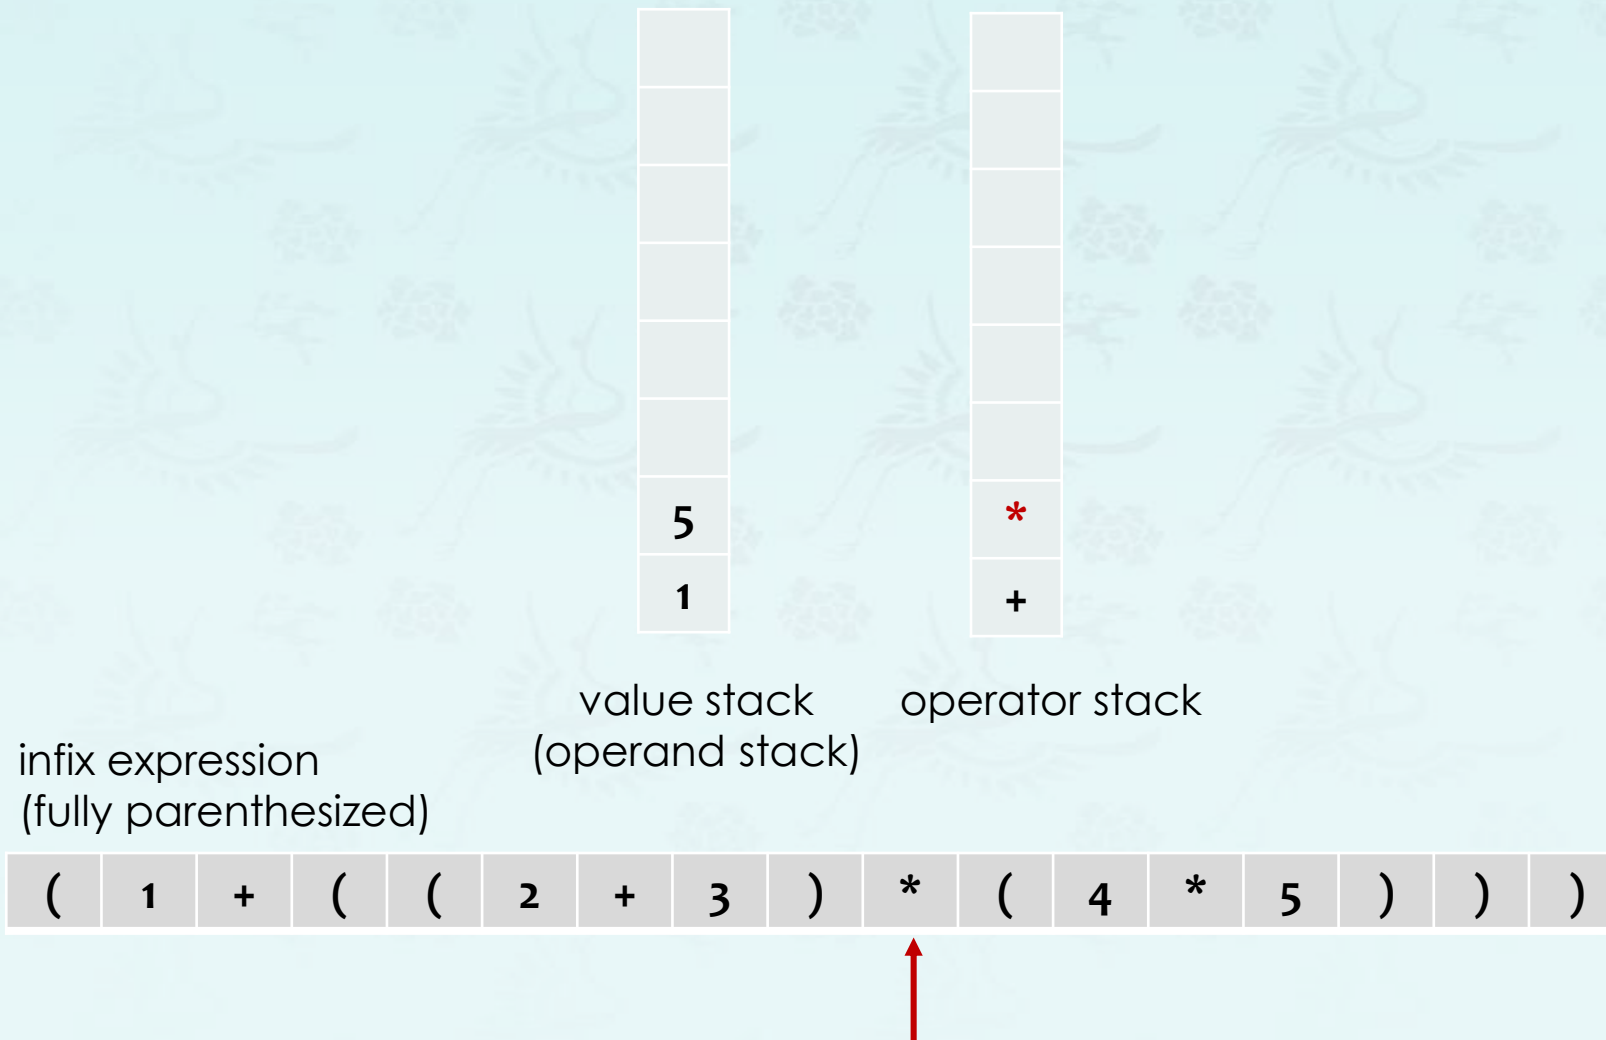 5 *
1 +
value stack operator stack
(operand stack)
infix expression
(fully parenthesized)
( 1 + ( ( 2 + 3 ) * ( 4 * 5 ) ) )